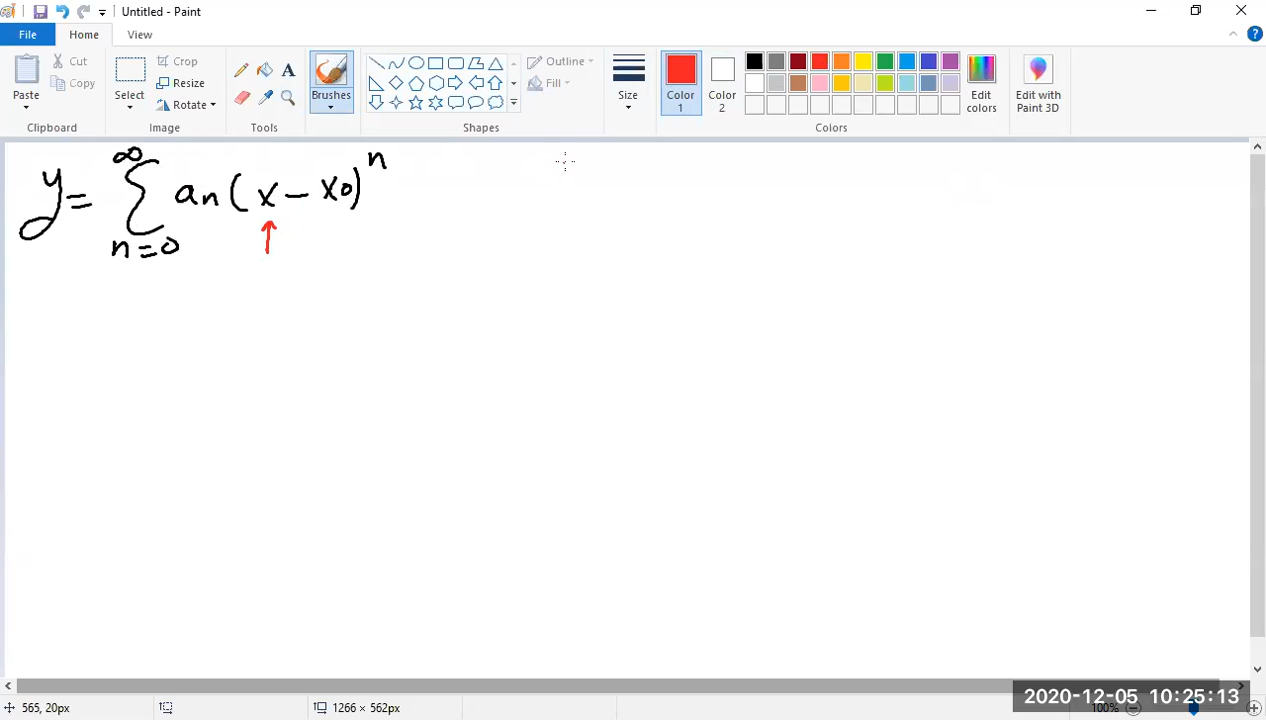 Untitled - Paint
File Home View
Paste
Cut
Copy
Clipboard
Select
Crop
Resize
Rotate
Image
A
Tools
Brushes
Shapes
Outline
Fill
Size
Color 1
Color 2
Colors
Edit colors
Edit with Paint 3D
y = ∞ Σ n=0 an(x - x0)^n
↑
565, 20px
1266 × 562px
100%
2020-12-05 10:25:13